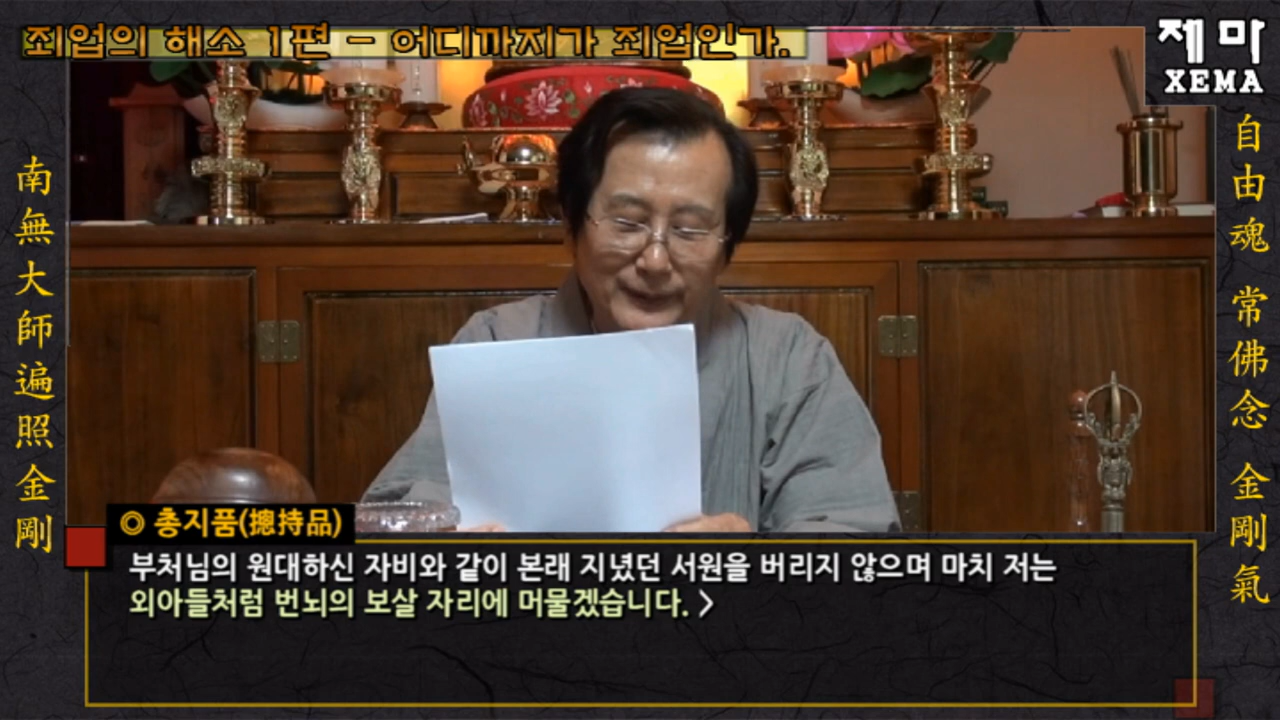 죄업의 해소 1편 - 어디까지가 죄업인가.
제마
XEMA
南無大師遍照金剛
自由魂 常佛念 金剛氣
◎ 총지품(摠持品)
부처님의 원대하신 자비와 같이 본래 지녔던 서원을 버리지 않으며 마치 저는
외아들처럼 번뇌의 보살 자리에 머물겠습니다. >